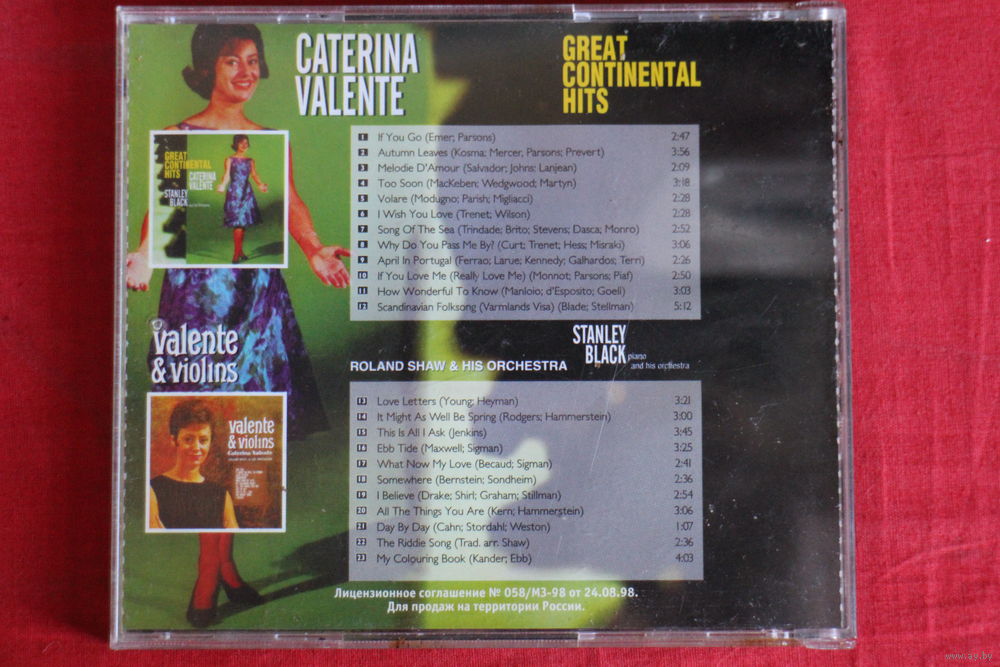 CATERINA
VALENTE
GREAT
CONTINENTAL
HITS
1 If You Go (Emer; Parsons) 2:47
2 Autumn Leaves (Kosma; Mercer, Parsons; Prevert) 3:56
3 Melodie D'Amour (Salvador; Johns; Lanjean) 2:09
4 Too Soon (MacKeben; Wedgwood; Martyn) 3:18
5 Volare (Modugno; Parish; Migliacci) 2:28
6 I Wish You Love (Trenet; Wilson) 2:28
7 Song Of The Sea (Trindade; Brito; Stevens; Dasca; Monro) 2:52
8 Why Do You Pass Me By? (Curt; Trenet; Hess; Misraki) 3:06
9 April In Portugal (Ferrao; Larue; Kennedy; Galhardos; Tern) 2:26
10 If You Love Me (Really Love Me) (Monnot; Parsons; Piaf) 2:50
11 How Wonderful To Know (Manloio; d'Esposito; Goell) 3:03
12 Scandinavian Folksong (Varmlands Visa) (Blade; Stellman) 5:12
GREAT
CONTINENTAL
HITS
CATERINA
VALENTE
STANLEY
BLACK
valente
& violins
ROLAND SHAW & HIS ORCHESTRA
STANLEY
BLACK piano
and his orchestra
13 Love Letters (Young; Heyman) 3:21
14 It Might As Well Be Spring (Rodgers; Hammerstein) 3:00
15 This Is All I Ask (Jenkins) 3:45
16 Ebb Tide (Maxwell; Sigman) 3:25
17 What Now My Love (Becaud; Sigman) 2:41
18 Somewhere (Bernstein; Sondheim) 2:36
19 I Believe (Drake; Shirl; Graham; Stillman) 2:54
20 All The Things You Are (Kern; Hammerstein) 3:06
21 Day By Day (Cahn; Stordahl; Weston) 1:07
22 The Riddie Song (Trad. arr. Shaw) 2:36
23 My Colouring Book (Kander; Ebb) 4:03
valente
& violins
Caterina Valente
Лицензионное соглашение № 058/МЗ-98 от 24.08.98.
Для продаж на территории России.
www.ay.by